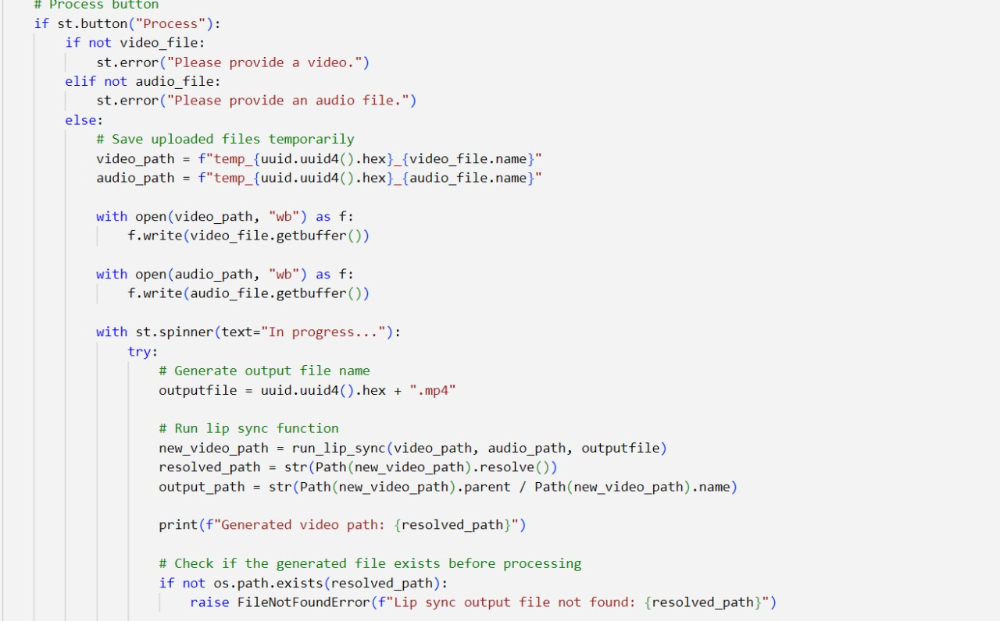 # Process button
if st.button("Process"):
    if not video_file:
        st.error("Please provide a video.")
    elif not audio_file:
        st.error("Please provide an audio file.")
    else:
        # Save uploaded files temporarily
        video_path = f"temp_{uuid.uuid4().hex}_{video_file.name}"
        audio_path = f"temp_{uuid.uuid4().hex}_{audio_file.name}"

        with open(video_path, "wb") as f:
            f.write(video_file.getbuffer())

        with open(audio_path, "wb") as f:
            f.write(audio_file.getbuffer())

        with st.spinner(text="In progress..."):
            try:
                # Generate output file name
                outputfile = uuid.uuid4().hex + ".mp4"

                # Run lip sync function
                new_video_path = run_lip_sync(video_path, audio_path, outputfile)
                resolved_path = str(Path(new_video_path).resolve())
                output_path = str(Path(new_video_path).parent / Path(new_video_path).name)

                print(f"Generated video path: {resolved_path}")

                # Check if the generated file exists before processing
                if not os.path.exists(resolved_path):
                    raise FileNotFoundError(f"Lip sync output file not found: {resolved_path}")